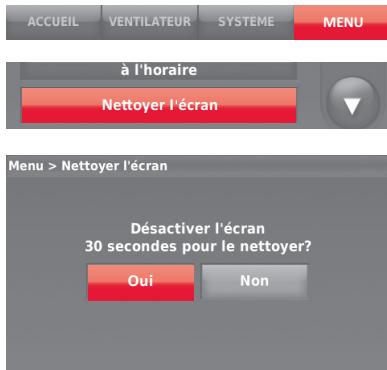 ACCUEIL VENTILATEUR SYSTEME MENU
à l'horaire
Nettoyer l'écran
Menu > Nettoyer l'écran
Désactiver l'écran
30 secondes pour le nettoyer?
Oui Non